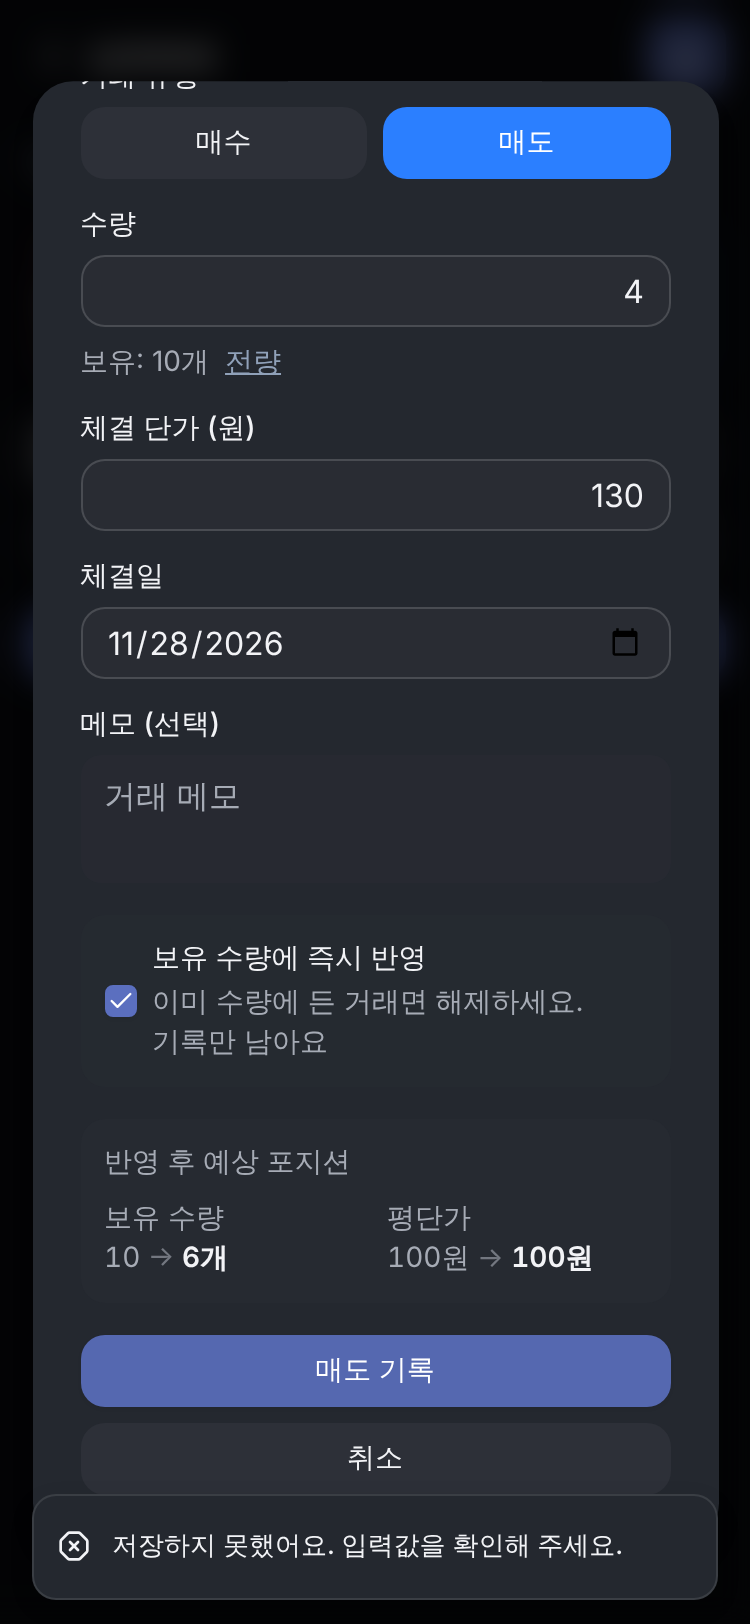 매수
매도
수량
4
보유: 10개 전량
체결 단가 (원)
130
체결일
11/28/2026
메모 (선택)
거래 메모
보유 수량에 즉시 반영
이미 수량에 든 거래면 해제하세요.
기록만 남아요
반영 후 예상 포지션
보유 수량 평단가
10 → 6개 100원 → 100원
매도 기록
취소
저장하지 못했어요. 입력값을 확인해 주세요.